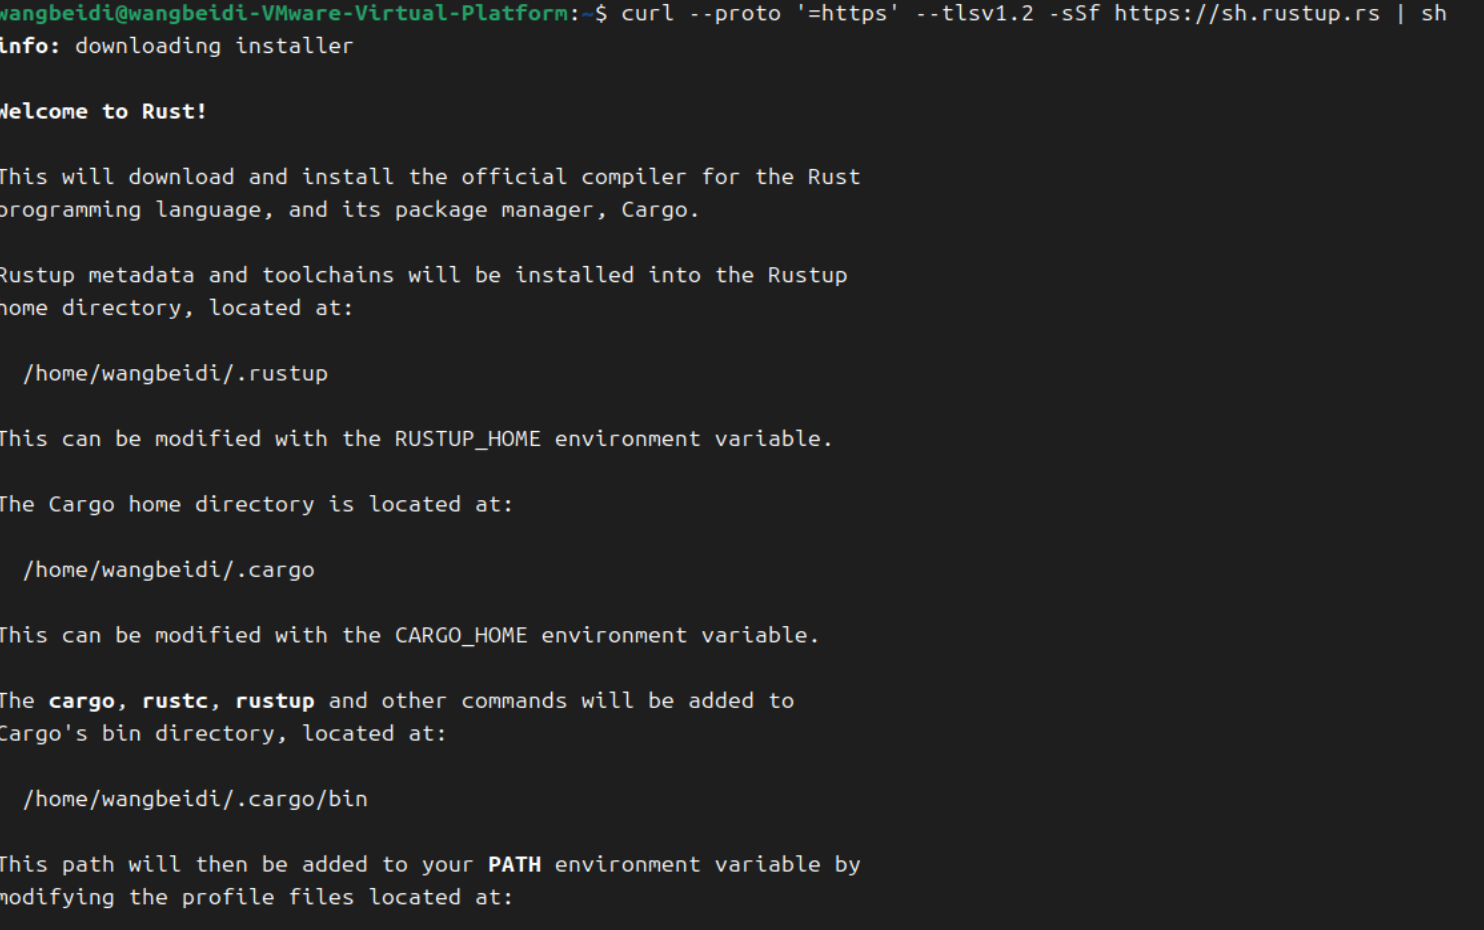 wangbeidi@wangbeidi-VMware-Virtual-Platform:~$ curl --proto '=https' --tlsv1.2 -sSf https://sh.rustup.rs | sh
info: downloading installer
Welcome to Rust!
This will download and install the official compiler for the Rust
programming language, and its package manager, Cargo.
Rustup metadata and toolchains will be installed into the Rustup
home directory, located at:
/home/wangbeidi/.rustup
This can be modified with the RUSTUP_HOME environment variable.
The Cargo home directory is located at:
/home/wangbeidi/.cargo
This can be modified with the CARGO_HOME environment variable.
The cargo, rustc, rustup and other commands will be added to
Cargo's bin directory, located at:
/home/wangbeidi/.cargo/bin
This path will then be added to your PATH environment variable by
modifying the profile files located at: